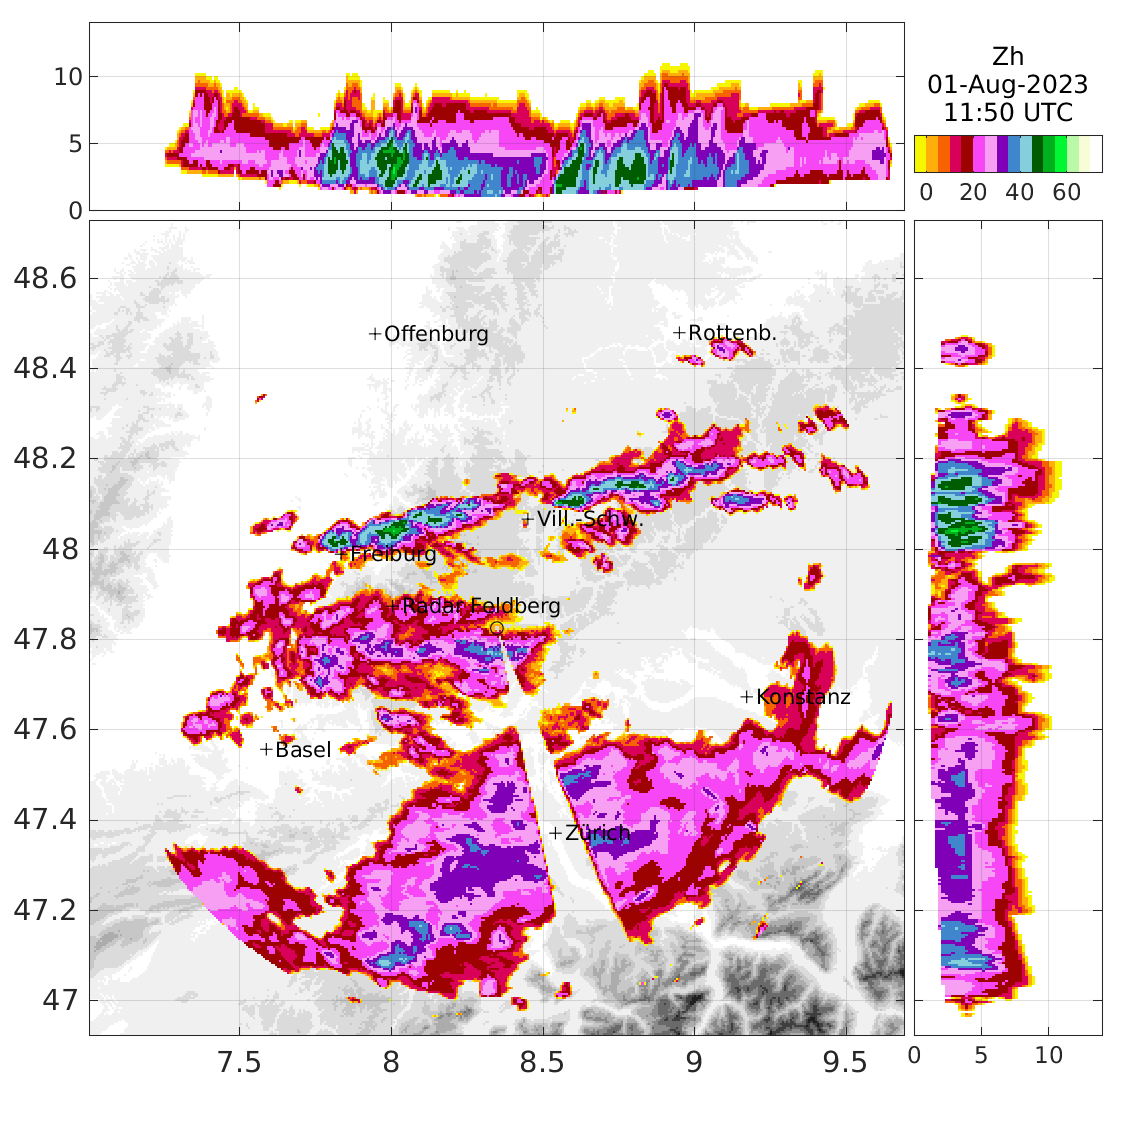 10
5
0
Zh
01-Aug-2023
11:50 UTC
0 20 40 60
48.6
48.4
48.2
48
47.8
47.6
47.4
47.2
47
+Offenburg
+Rottenb.
+Vill.-Schw.
+Freiburg
+Radar Feldberg
+Konstanz
+Basel
+Zürich
7.5 8 8.5 9 9.5
0 5 10